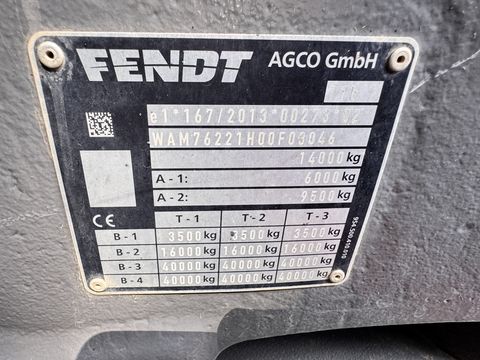 FENDT AGCO GmbH
e1*167/2013*00273*02
WAM76221H00F03046
14000 kg
A - 1: 6000 kg
A - 2: 9500 kg
CE T - 1 T - 2 T - 3
B - 1 3500 kg 3500 kg 3500 kg
B - 2 16000 kg 16000 kg 16000 kg
B - 3 40000 kg 40000 kg 40000 kg
B - 4 40000 kg 40000 kg 40000 kg